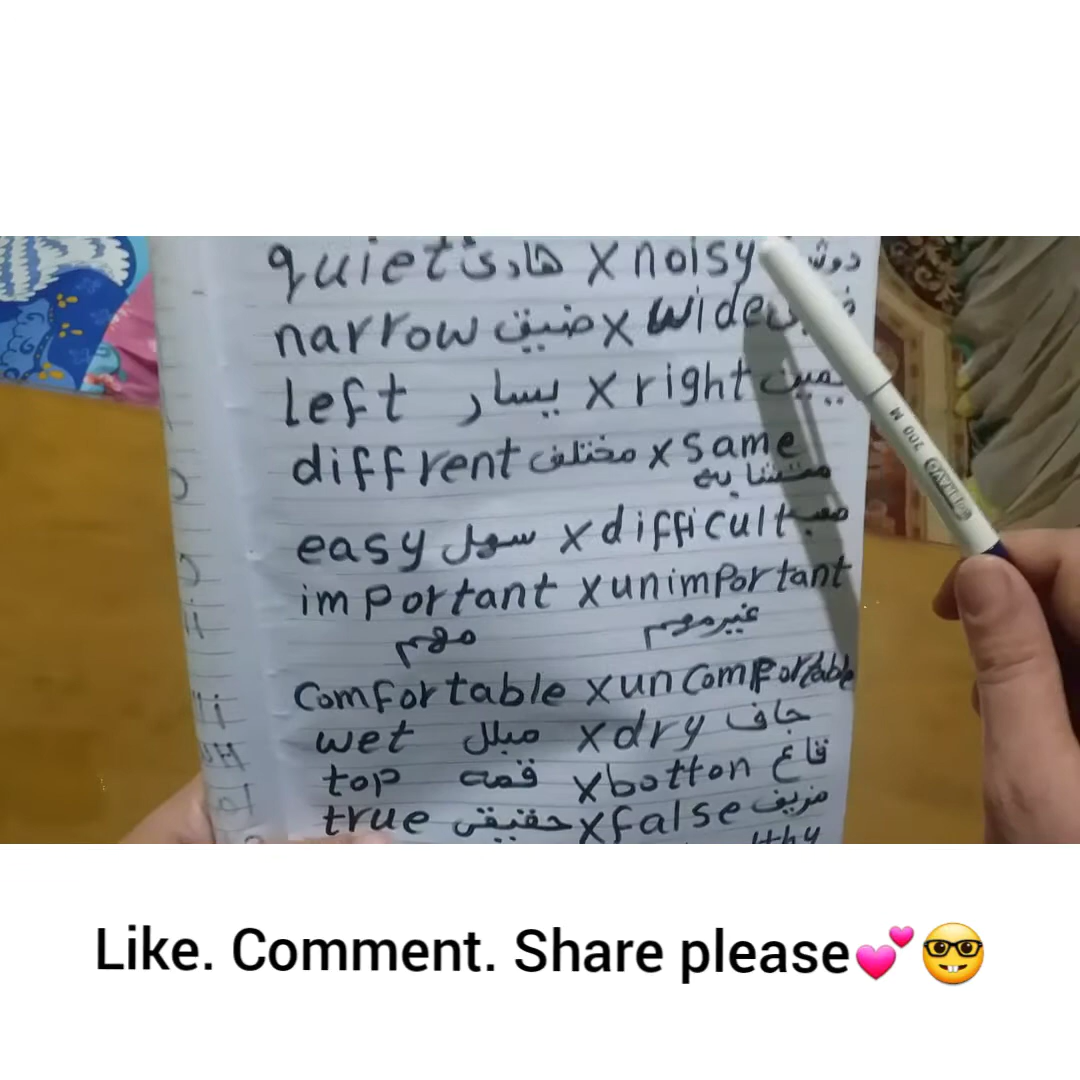 quiet هادئ x noisy
narrow ضيق x wide
left يسار x right يمين
diffrent مختلف x same
متشابه
easy سهل x difficult
important x unimportant
مهم غير مهم
Comfortable x uncomfortable
wet مبلل x dry جاف
top قمه x botton قاع
true حقيقي x false مزيف
Like. Comment. Share please💕🤓